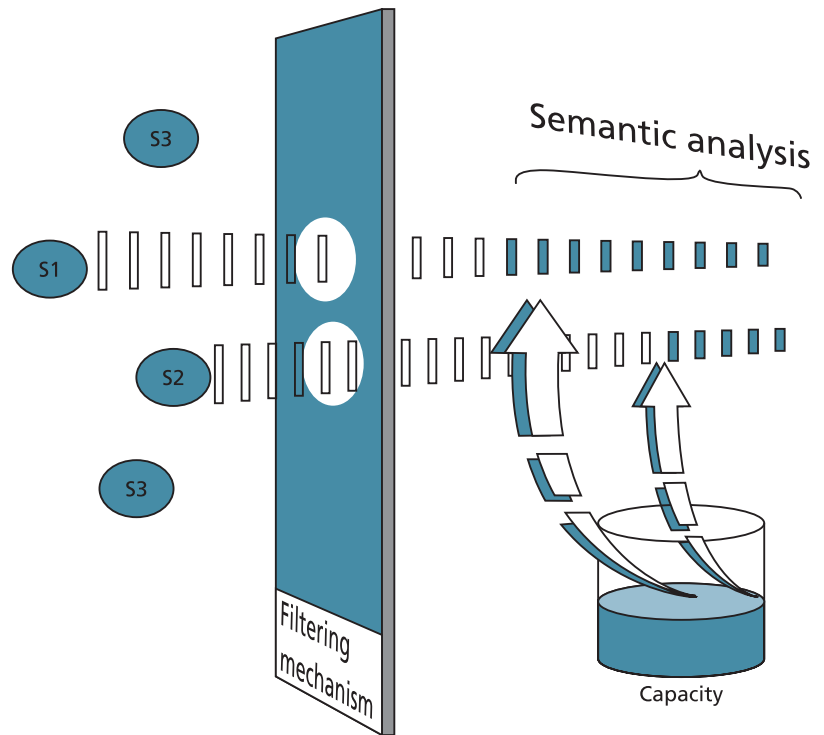 Semantic analysis
S3
S1
S2
S3
Filtering
mechanism
Capacity